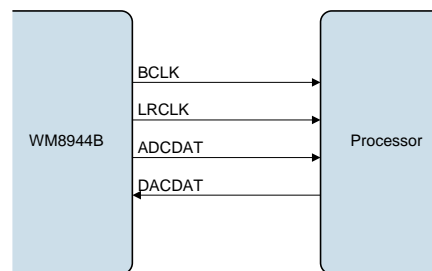 BCLK
LRCLK
WM8944B
ADCDAT
Processor
DACDAT